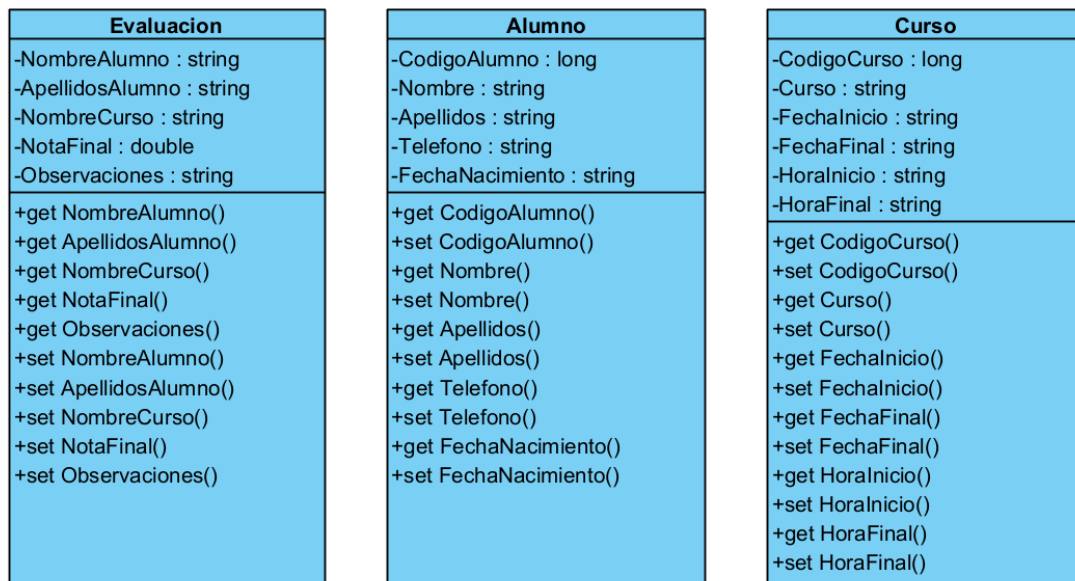 Evaluacion
-NombreAlumno : string
-ApellidosAlumno : string
-NombreCurso : string
-NotaFinal : double
-Observaciones : string
+get NombreAlumno()
+get ApellidosAlumno()
+get NombreCurso()
+get NotaFinal()
+get Observaciones()
+set NombreAlumno()
+set ApellidosAlumno()
+set NombreCurso()
+set NotaFinal()
+set Observaciones()
Alumno
-CodigoAlumno : long
-Nombre : string
-Apellidos : string
-Telefono : string
-FechaNacimiento : string
+get CodigoAlumno()
+set CodigoAlumno()
+get Nombre()
+set Nombre()
+get Apellidos()
+set Apellidos()
+get Telefono()
+set Telefono()
+get FechaNacimiento()
+set FechaNacimiento()
Curso
-CodigoCurso : long
-Curso : string
-FechaInicio : string
-FechaFinal : string
-HoraInicio : string
-HoraFinal : string
+get CodigoCurso()
+set CodigoCurso()
+get Curso()
+set Curso()
+get FechaInicio()
+set FechaInicio()
+get FechaFinal()
+set FechaFinal()
+get HoraInicio()
+set HoraInicio()
+get HoraFinal()
+set HoraFinal()